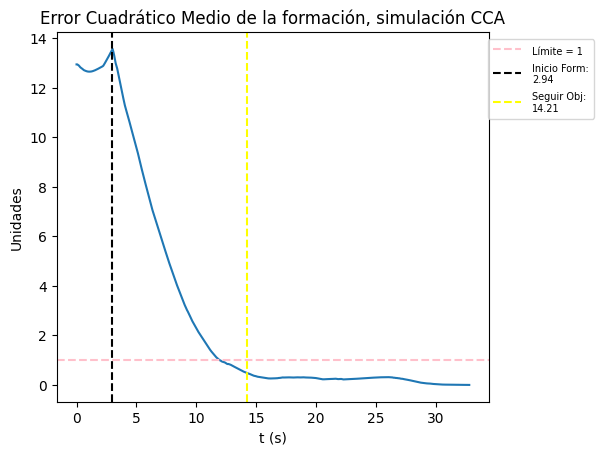 Error Cuadrático Medio de la formación, simulación CCA
14
12
10
8
6
4
2
0
Unidades
0 5 10 15 20 25 30
t (s)
Límite = 1
Inicio Form:
2.94
Seguir Obj:
14.21